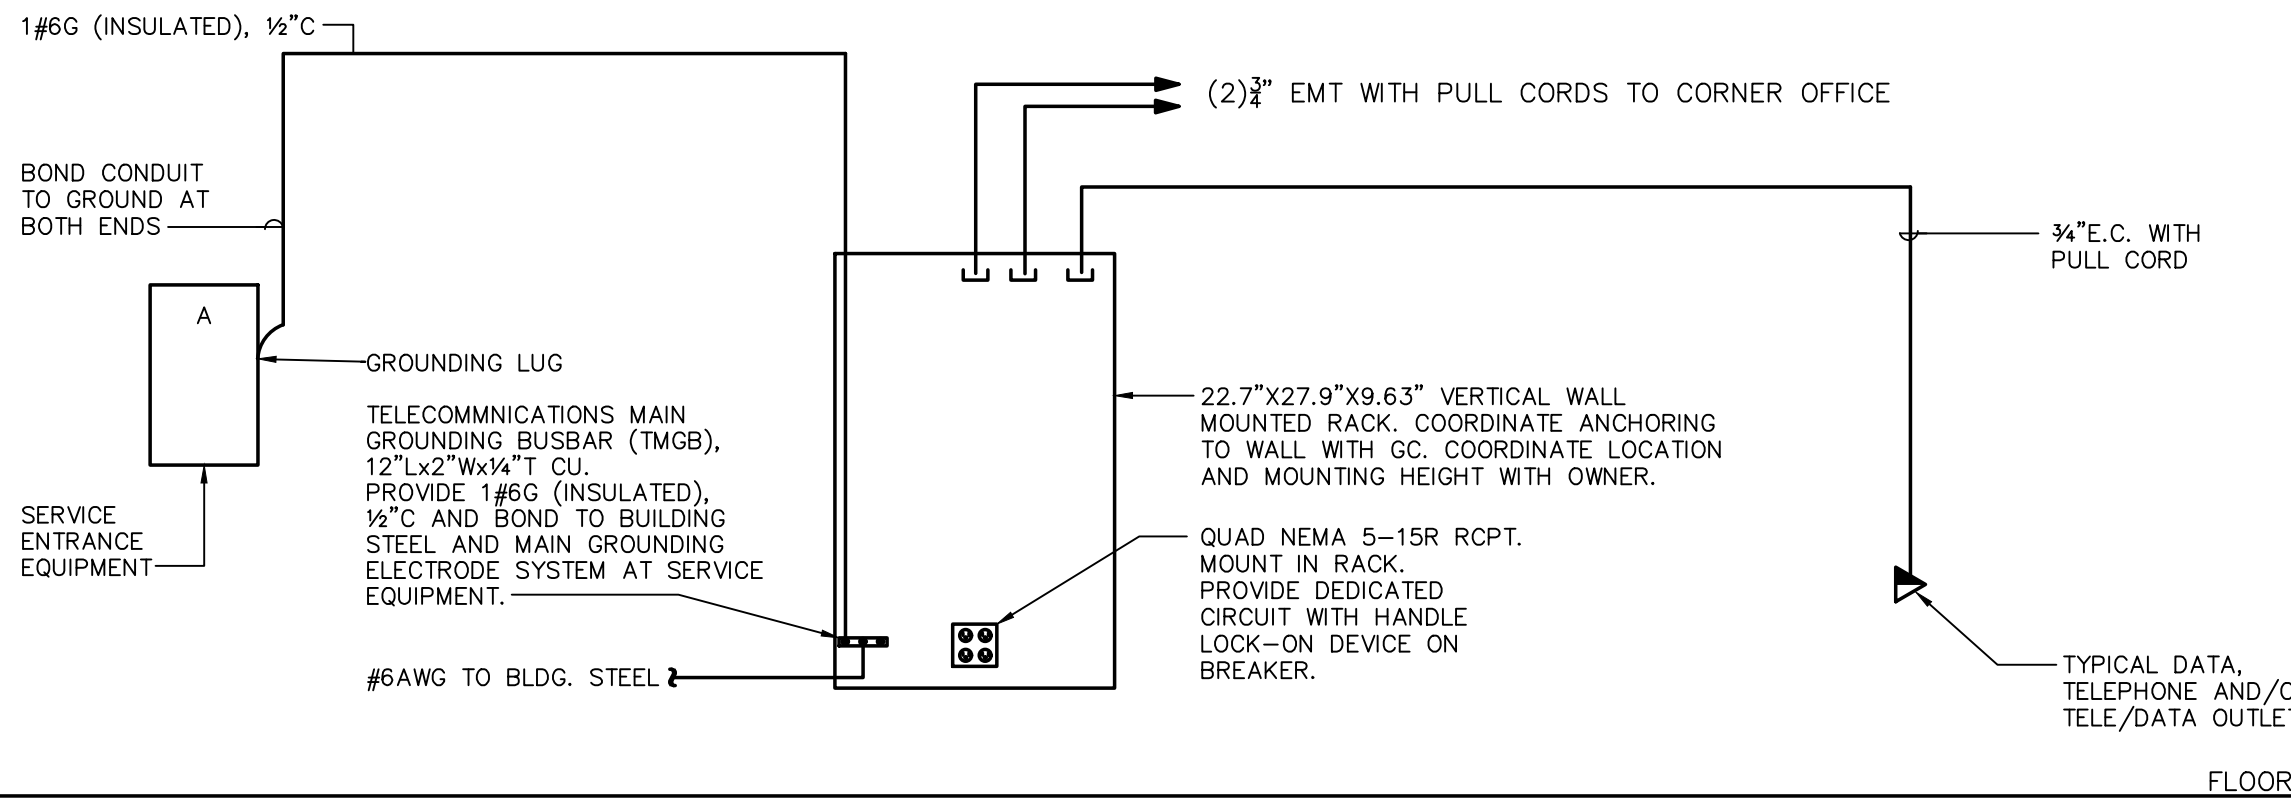 1#6G (INSULATED), ½"C
(2)¾" EMT WITH PULL CORDS TO CORNER OFFICE
BOND CONDUIT
TO GROUND AT
BOTH ENDS
¾"E.C. WITH
PULL CORD
A
GROUNDING LUG
TELECOMMNICATIONS MAIN
GROUNDING BUSBAR (TMGB),
12"Lx2"Wx¼"T CU.
PROVIDE 1#6G (INSULATED),
½"C AND BOND TO BUILDING
STEEL AND MAIN GROUNDING
ELECTRODE SYSTEM AT SERVICE
EQUIPMENT.
22.7"X27.9"X9.63" VERTICAL WALL
MOUNTED RACK. COORDINATE ANCHORING
TO WALL WITH GC. COORDINATE LOCATION
AND MOUNTING HEIGHT WITH OWNER.
SERVICE
ENTRANCE
EQUIPMENT
QUAD NEMA 5-15R RCPT.
MOUNT IN RACK.
PROVIDE DEDICATED
CIRCUIT WITH HANDLE
LOCK-ON DEVICE ON
BREAKER.
#6AWG TO BLDG. STEEL
TYPICAL DATA,
TELEPHONE
TELE/DATA
FLOOR